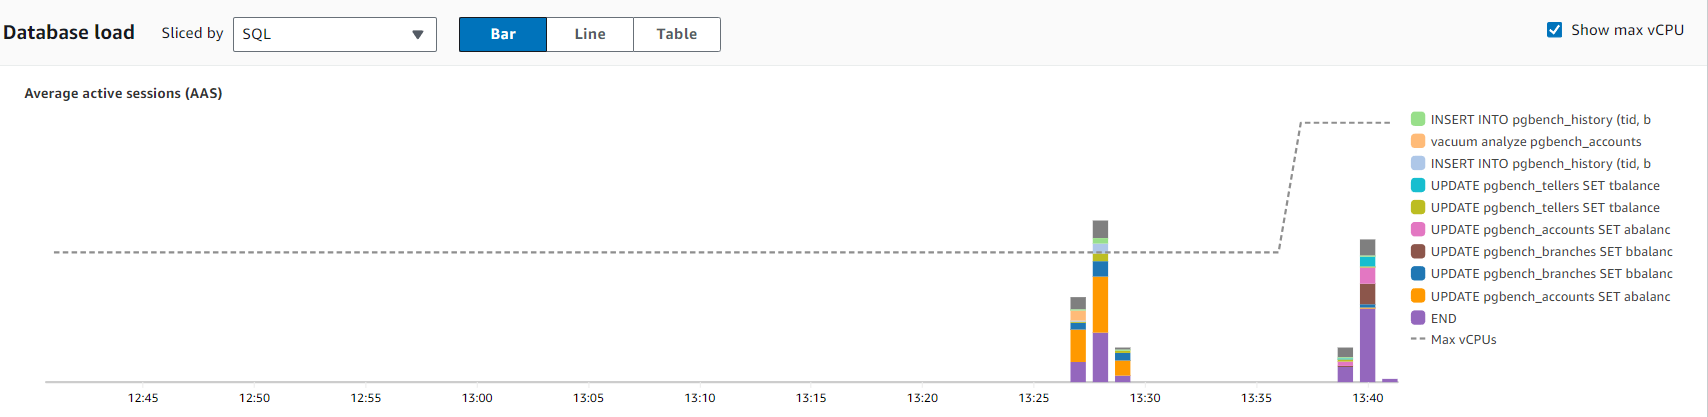 Database load Sliced by SQL Bar Line Table Show max vCPU
Average active sessions (AAS)
INSERT INTO pgbench_history (tid, b
vacuum analyze pgbench_accounts
INSERT INTO pgbench_history (tid, b
UPDATE pgbench_tellers SET tbalance
UPDATE pgbench_tellers SET tbalance
UPDATE pgbench_accounts SET abalanc
UPDATE pgbench_branches SET bbalanc
UPDATE pgbench_branches SET bbalanc
UPDATE pgbench_accounts SET abalanc
END
Max vCPUs
12:45 12:50 12:55 13:00 13:05 13:10 13:15 13:20 13:25 13:30 13:35 13:40